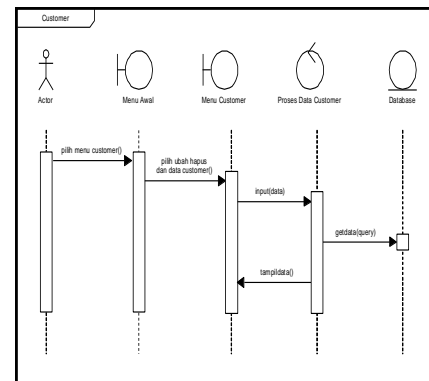 Customer
Actor
Menu Awal
Menu Customer
Proses Data Customer
Database
pilih menu customer()
pilih ubah hapus
dan data customer()
input(data)
getdata(query)
tampildata()